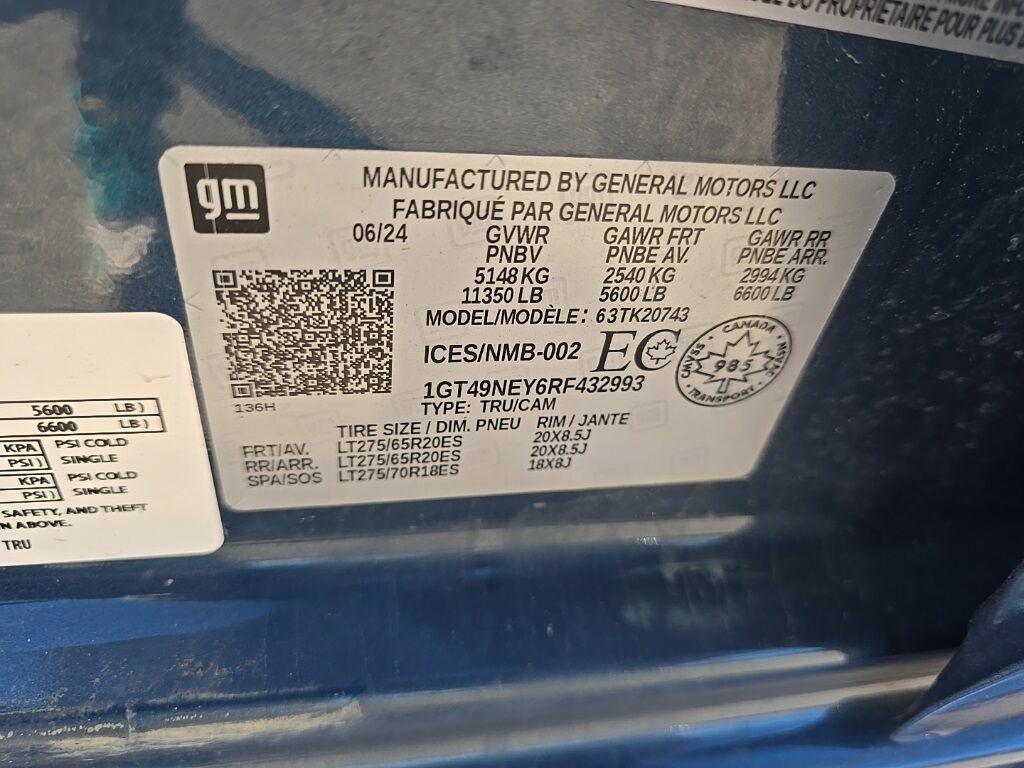 DU PROPRIÉTAIRE POUR PLUS D
gm
MANUFACTURED BY GENERAL MOTORS LLC
FABRIQUÉ PAR GENERAL MOTORS LLC
06/24 GVWR GAWR FRT GAWR RR
PNBV PNBE AV. PNBE ARR.
5148 KG 2540 KG 2994 KG
11350 LB 5600 LB 6600 LB
MODEL/MODÈLE: 63TK20743
ICES/NMB-002 EC
CANADA
985
TRANSPORT
NSVM
SSVNC
1GT49NEY6RF432993
136H
TYPE: TRU/CAM
TIRE SIZE / DIM. PNEU RIM / JANTE
FRT/AV. LT275/65R20ES 20X8.5J
RR/ARR. LT275/65R20ES 20X8.5J
SPA/SOS LT275/70R18ES 18X8J
5600 LB)
6600 LB)
KPA PSI COLD
PSI) SINGLE
KPA PSI COLD
PSI) SINGLE
SAFETY, AND THEFT
N ABOVE.
TRU